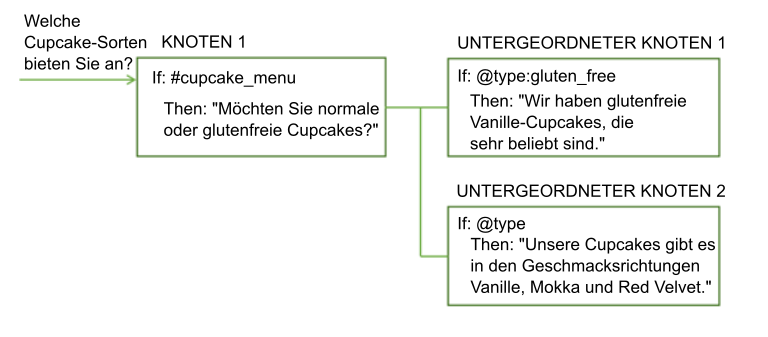 Welche
Cupcake-Sorten
bieten Sie an?
KNOTEN 1
If: #cupcake_menu
Then: "Möchten Sie normale
oder glutenfreie Cupcakes?"
UNTERGEORDNETER KNOTEN 1
If: @type:gluten_free
Then: "Wir haben glutenfreie
Vanille-Cupcakes, die
sehr beliebt sind."
UNTERGEORDNETER KNOTEN 2
If: @type
Then: "Unsere Cupcakes gibt es
in den Geschmacksrichtungen
Vanille, Mokka und Red Velvet."